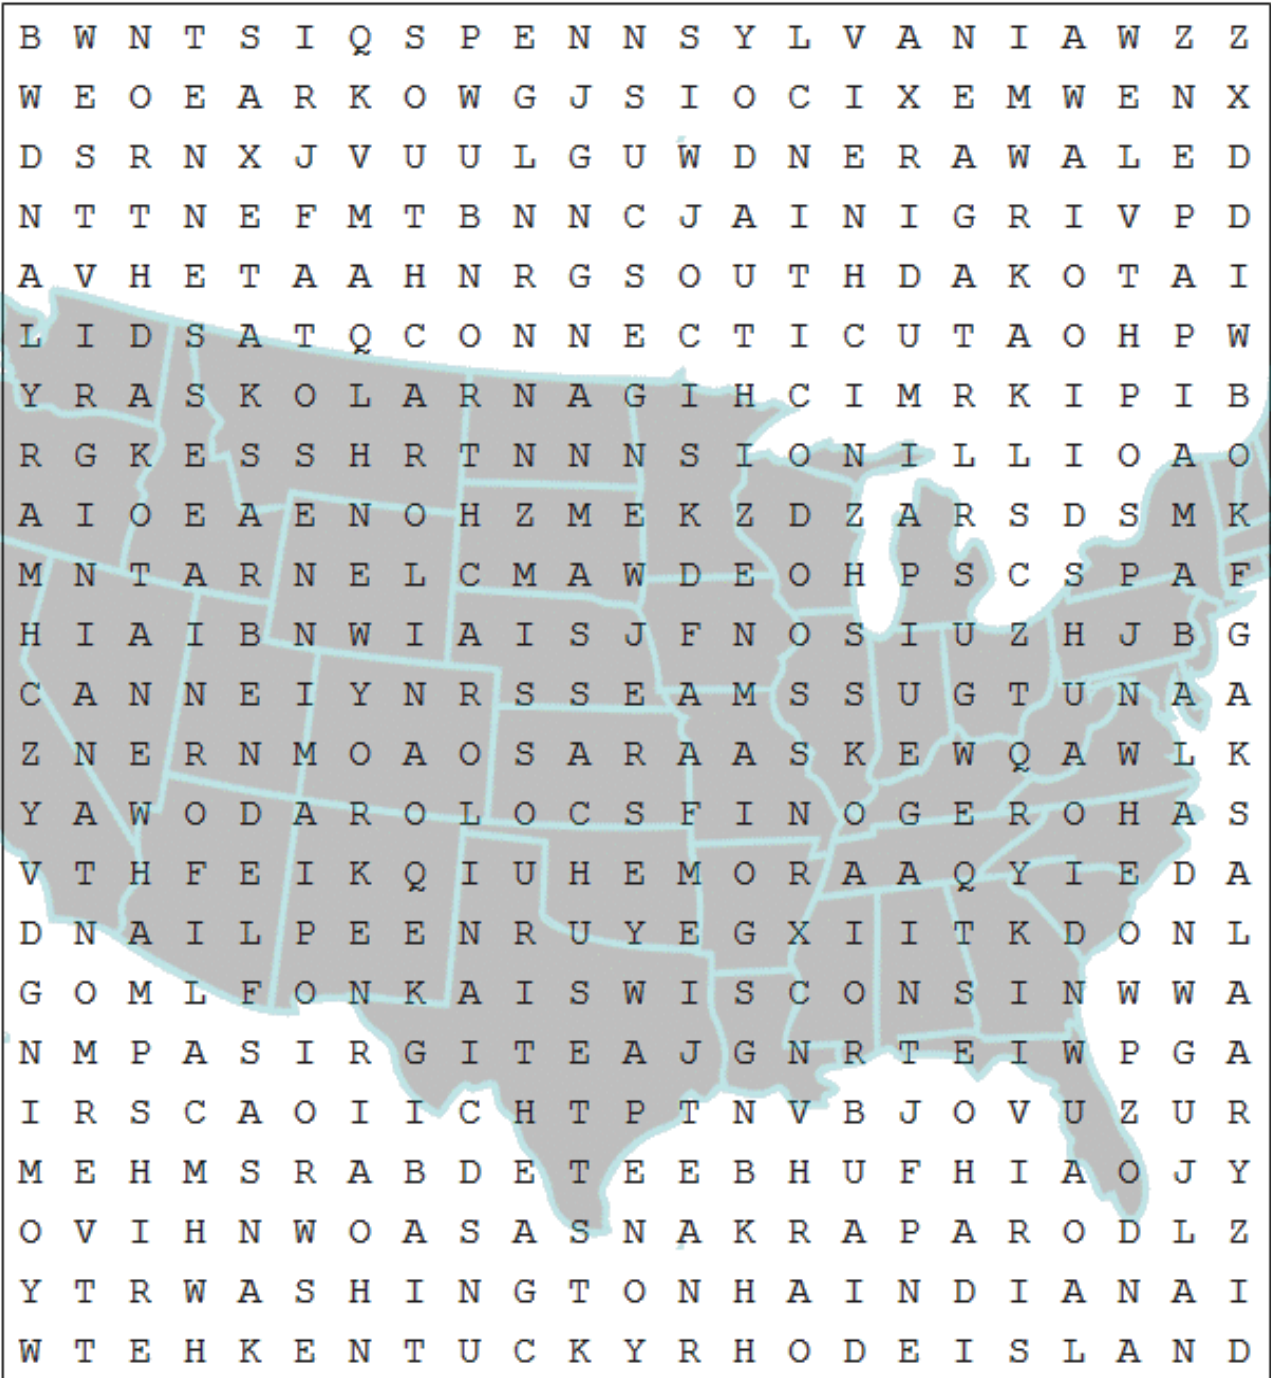 B W N T S I Q S P E N N S Y L V A N I A W Z Z
W E O E A R K O W G J S I O C I X E M W E N X
D S R N X J V U U L G U W D N E R A W A L E D
N T T N E F M T B N N C J A I N I G R I V P D
A V H E T A A H N R G S O U T H D A K O T A I
L I D S A T Q C O N N E C T I C U T A O H P W
Y R A S K O L A R N A G I H C I M R K I P I B
R G K E S S H R T N N N S I O N I L L I O A O
A I O E A E N O H Z M E K Z D Z A R S D S M K
M N T A R N E L C M A W D E O H P S C S P A F
H I A I B N W I A I S J F N O S I U Z H J B G
C A N N E I Y N R S S E A M S S U G T U N A A
Z N E R N M O A O S A R A A S K E W Q A W L K
Y A W O D A R O L O C S F I N O G E R O H A S
V T H F E I K Q I U H E M O R A A Q Y I E D A
D N A I L P E E N R U Y E G X I I T K D O N L
G O M L F O N K A I S W I S C O N S I N W W A
N M P A S I R G I T E A J G N R T E I W P G A
I R S C A O I I C H T P T N V B J O V U Z U R
M E H M S R A B D E T E E B H U F H I A O J Y
O V I H N W O A S A S N A K R A P A R O D L Z
Y T R W A S H I N G T O N H A I N D I A N A I
W T E H K E N T U C K Y R H O D E I S L A N D